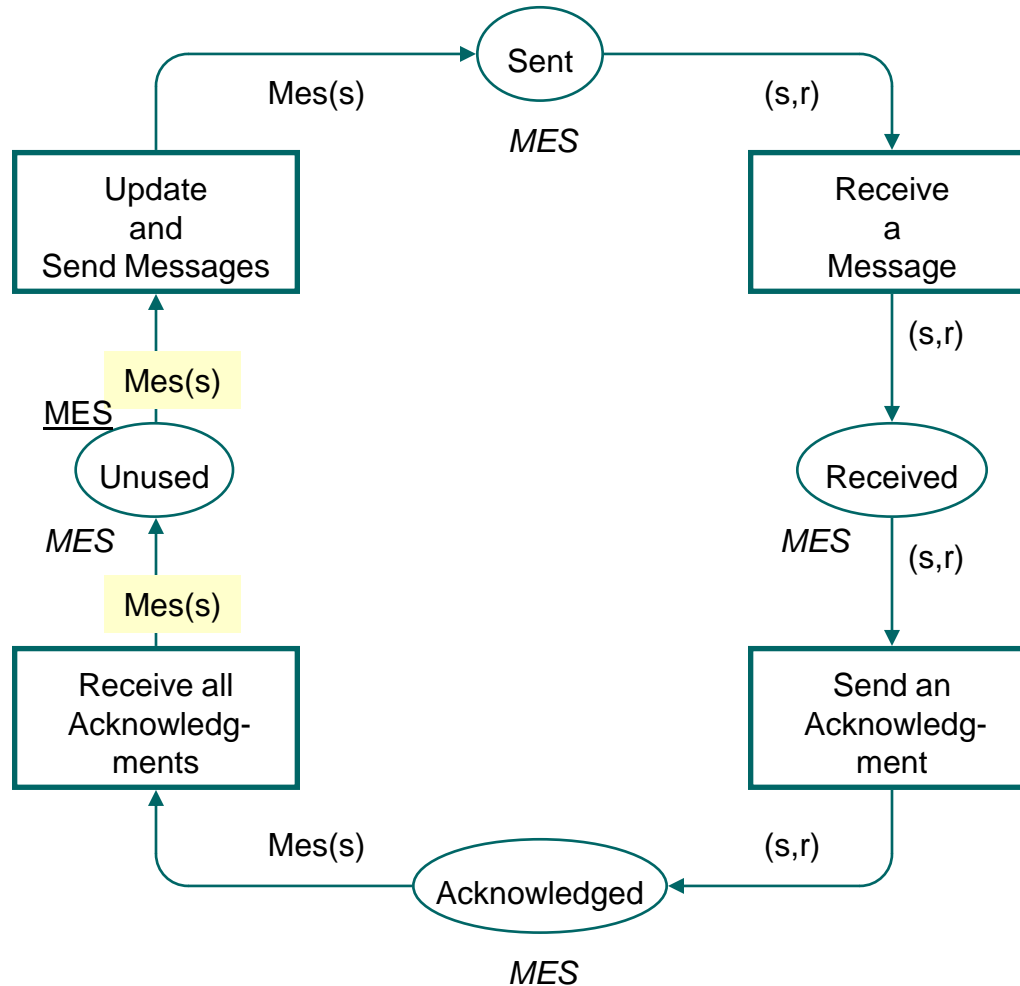 Sent
Mes(s)
(s,r)
MES
Update
and
Send Messages
Receive
a
Message
(s,r)
Mes(s)
MES
Unused
Received
MES
MES
(s,r)
Mes(s)
Receive all
Acknowledg-
ments
Send an
Acknowledg-
ment
Mes(s)
(s,r)
Acknowledged
MES